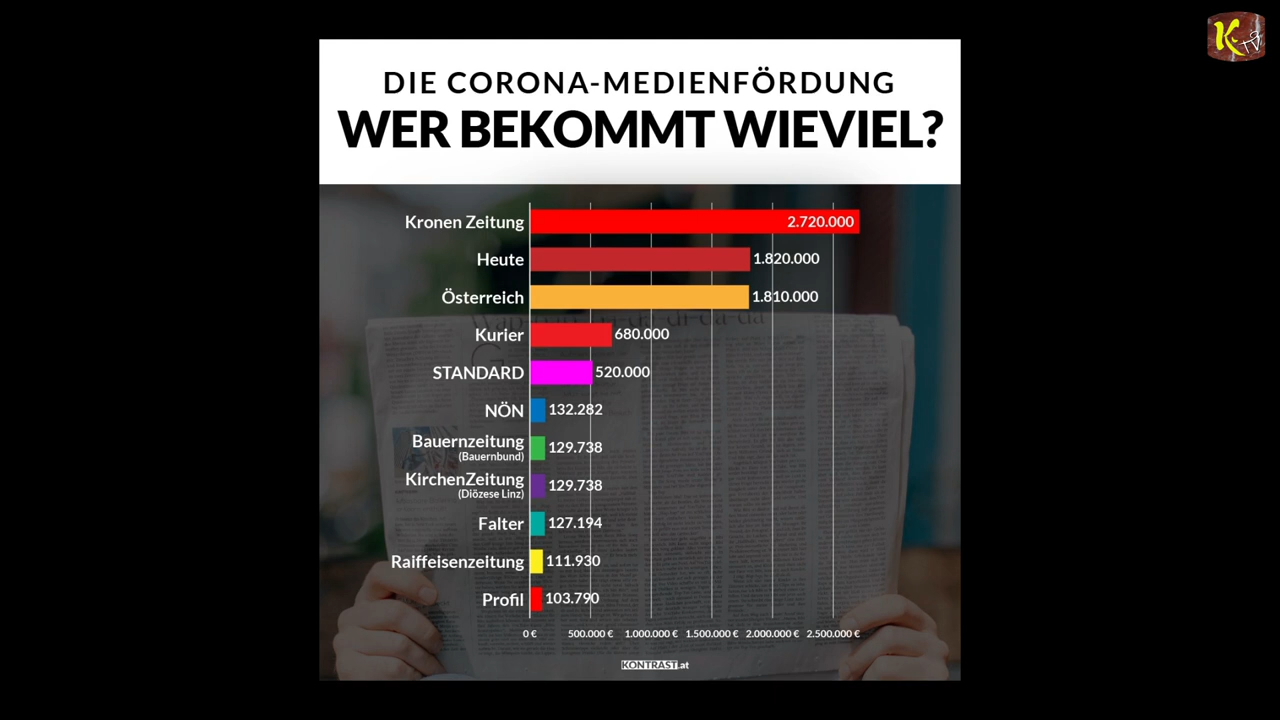 K TV
DIE CORONA-MEDIENFÖRDUNG
WER BEKOMMT WIEVIEL?
Kronen Zeitung 2.720.000
Heute 1.820.000
Österreich 1.810.000
Kurier 680.000
STANDARD 520.000
NÖN 132.282
Bauernzeitung 129.738
(Bauernbund)
KirchenZeitung 129.738
(Diözese Linz)
Falter 127.194
Raiffeisenzeitung 111.930
Profil 103.790
0 € 500.000 € 1.000.000 € 1.500.000 € 2.000.000 € 2.500.000 €
KONTRAST.at